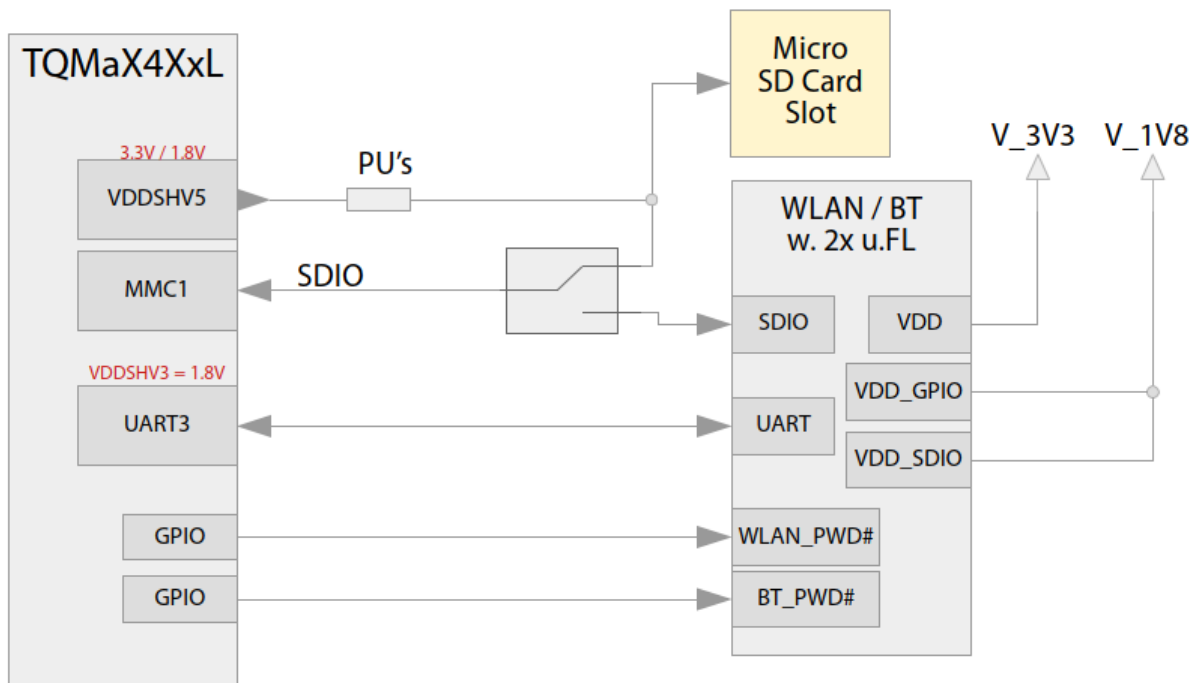 TQMaX4XxL
3.3V / 1.8V
VDDSHV5
MMC1
VDDSHV3 = 1.8V
UART3
GPIO
GPIO
PU's
SDIO
Micro
SD Card
Slot
WLAN / BT
w. 2x u.FL
SDIO
UART
WLAN_PWD#
BT_PWD#
VDD
VDD_GPIO
VDD_SDIO
V_3V3
V_1V8